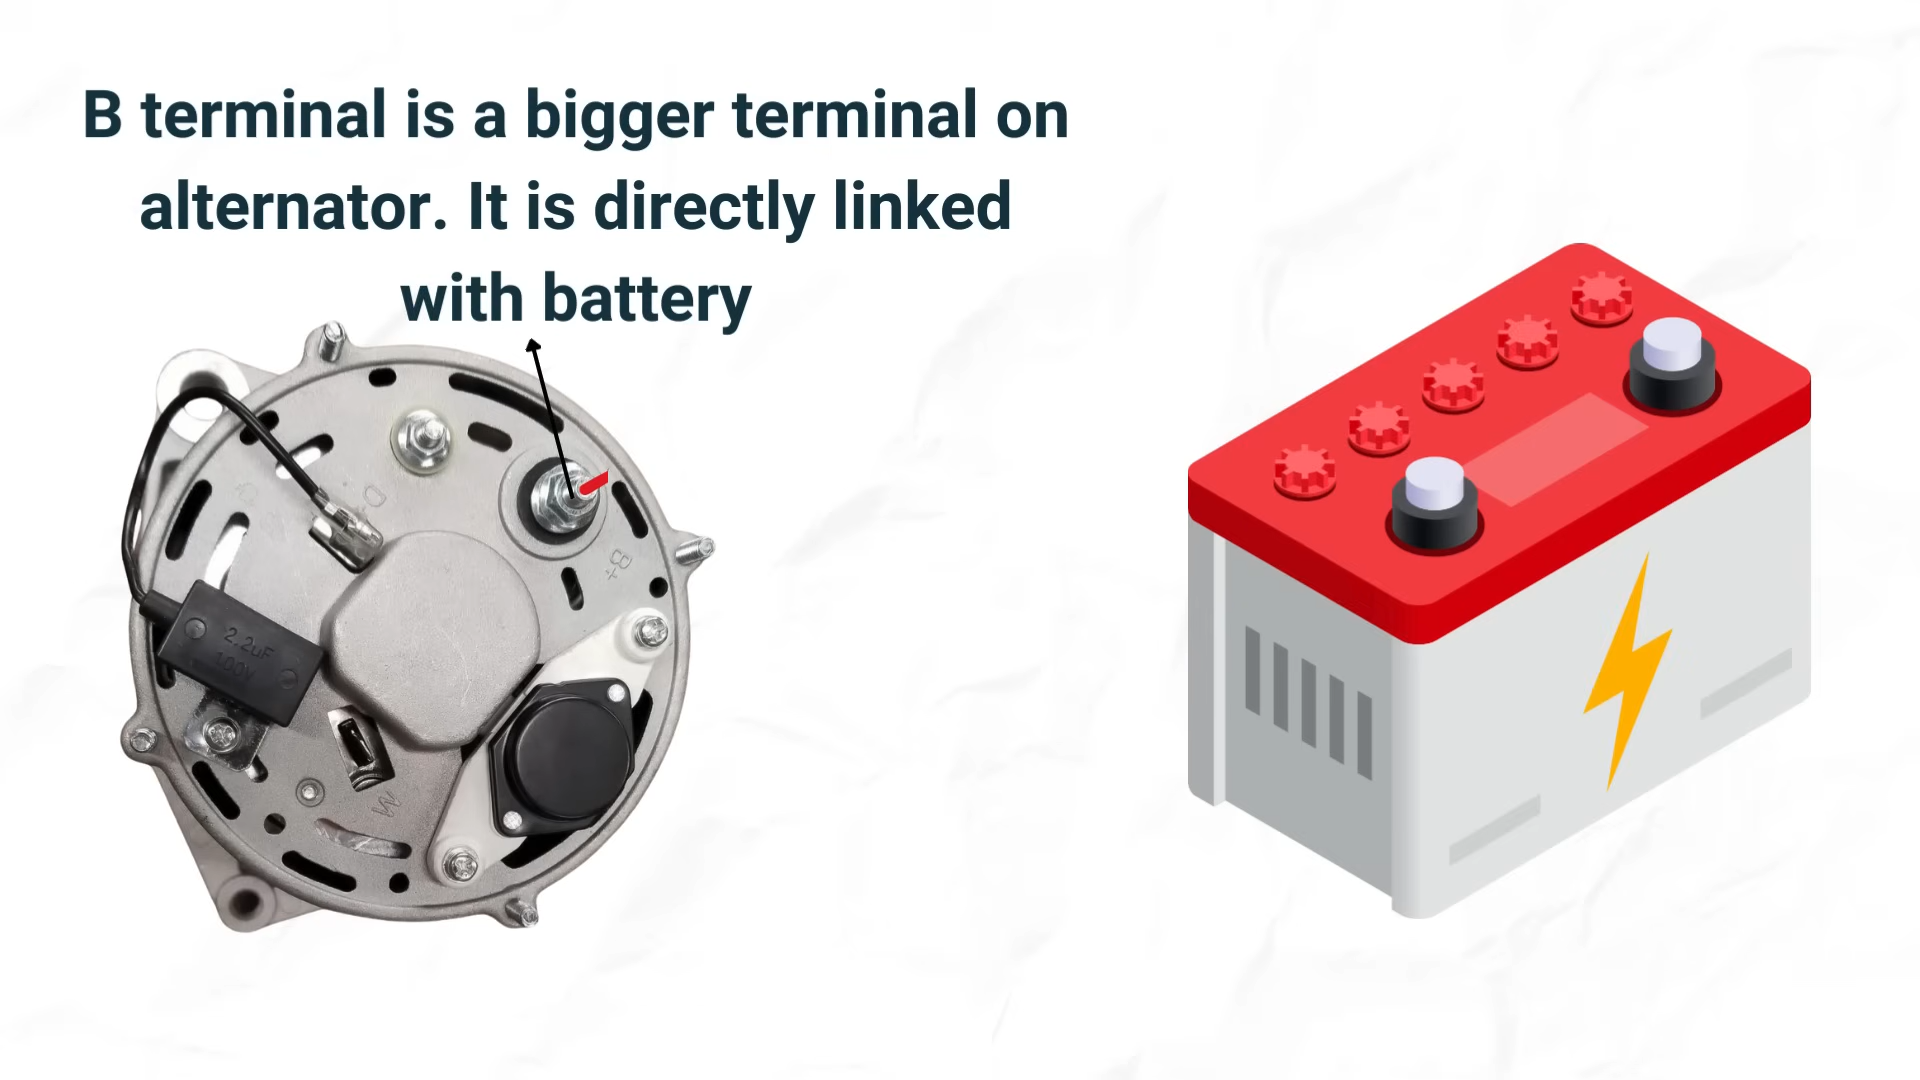 B terminal is a bigger terminal on
alternator. It is directly linked
with battery
D+
B+
2.2uF
100V
W